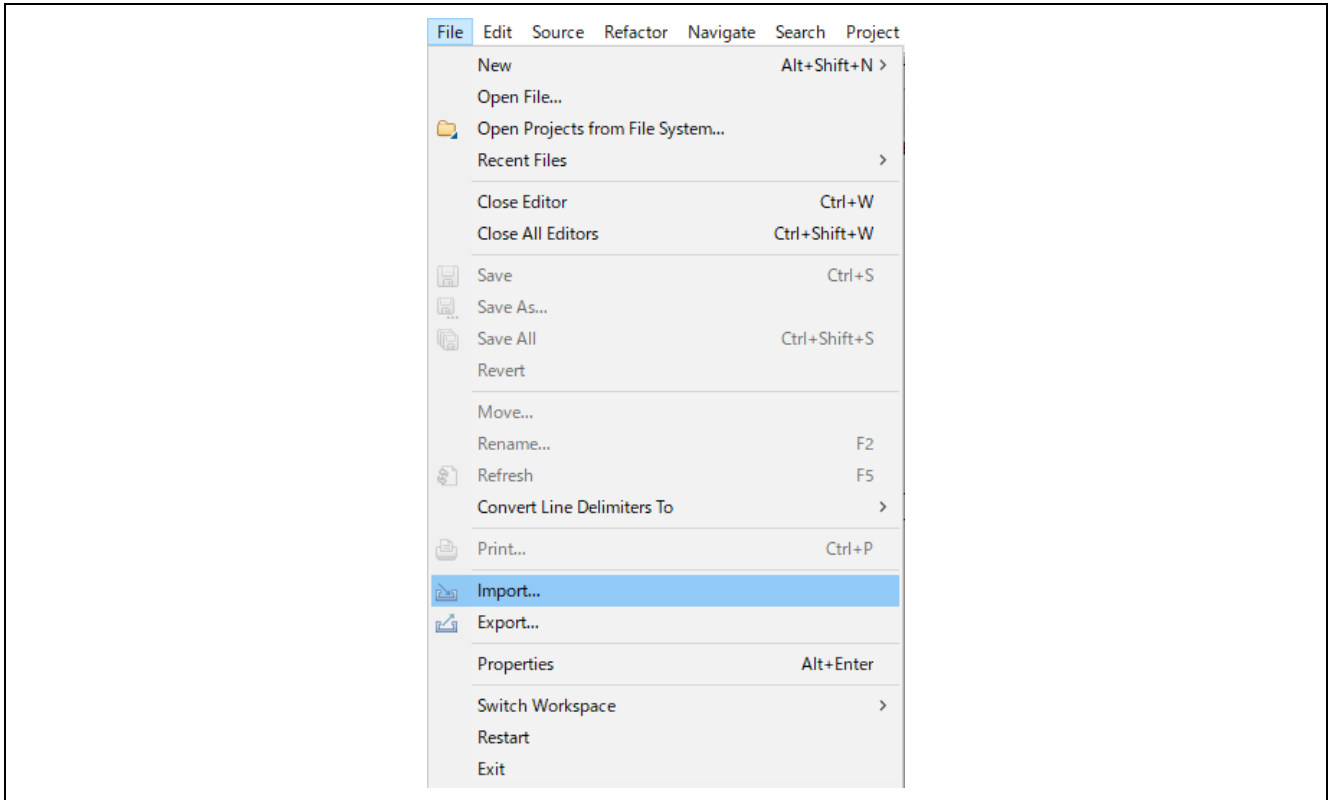 File Edit Source Refactor Navigate Search Project
New Alt+Shift+N >
Open File...
Open Projects from File System...
Recent Files >
Close Editor Ctrl+W
Close All Editors Ctrl+Shift+W
Save Ctrl+S
Save As...
Save All Ctrl+Shift+S
Revert
Move...
Rename... F2
Refresh F5
Convert Line Delimiters To >
Print... Ctrl+P
Import...
Export...
Properties Alt+Enter
Switch Workspace >
Restart
Exit